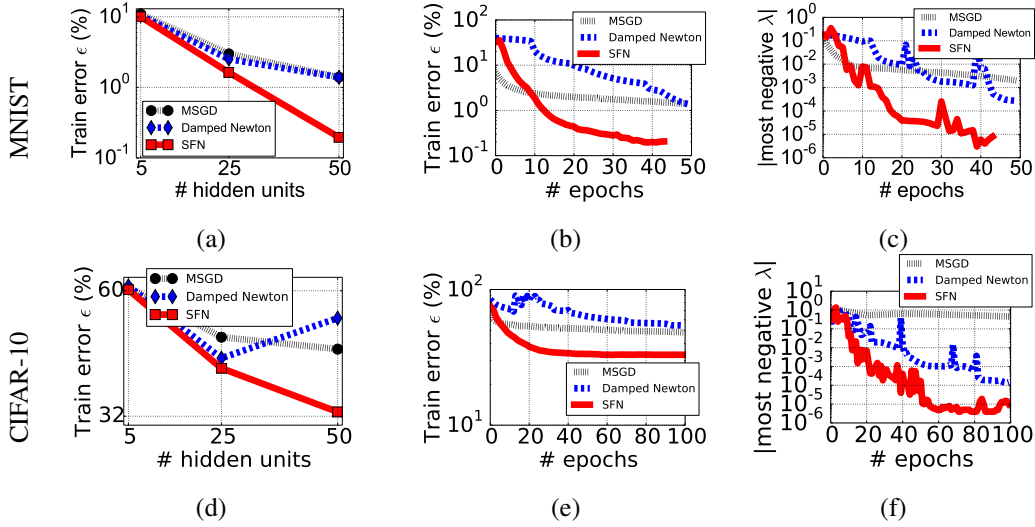 MNIST
Train error ϵ (%)
10^1
10^0
10^-1
MSGD
Damped Newton
SFN
5 25 50
# hidden units
(a)
Train error ϵ (%)
10^2
10^1
10^0
10^-1
MSGD
Damped Newton
SFN
0 10 20 30 40 50
# epochs
(b)
|most negative λ|
10^0
10^-1
10^-2
10^-3
10^-4
10^-5
10^-6
MSGD
Damped Newton
SFN
0 10 20 30 40 50
# epochs
(c)
CIFAR-10
Train error ϵ (%)
60
32
MSGD
Damped Newton
SFN
5 25 50
# hidden units
(d)
Train error ϵ (%)
10^2
10^1
MSGD
Damped Newton
SFN
0 20 40 60 80 100
# epochs
(e)
|most negative λ|
10^1
10^0
10^-1
10^-2
10^-3
10^-4
10^-5
10^-6
MSGD
Damped Newton
SFN
0 20 40 60 80 100
# epochs
(f)